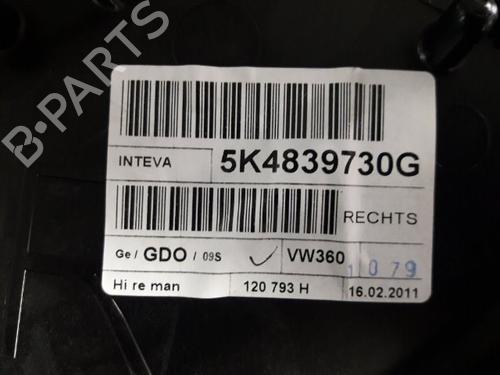 B-PARTS
INTEVA 5K4839730G
RECHTS
Ge/ GDO / 09S VW360 1079
Hi re man 120 793 H 16.02.2011